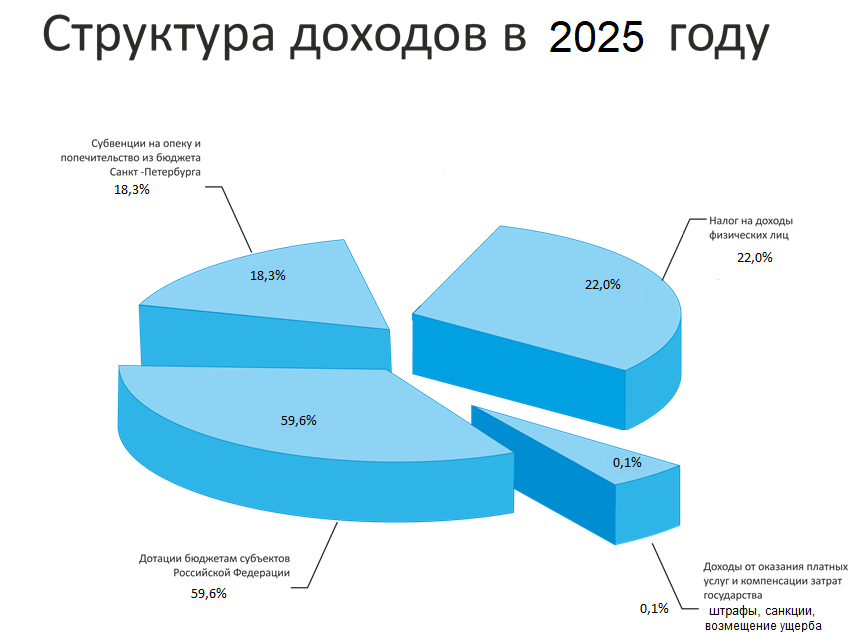 Структура доходов в 2025 году
Субвенции на опеку и
попечительство из бюджета
Санкт -Петербурга
18,3%
Налог на доходы
физических лиц
22,0%
18,3%
22,0%
59,6%
0,1%
Дотации бюджетам субъектов
Российской Федерации
59,6%
Доходы от оказания платных
услуг и компенсации затрат
государства
0,1%
штрафы, санкции,
возмещение ущерба